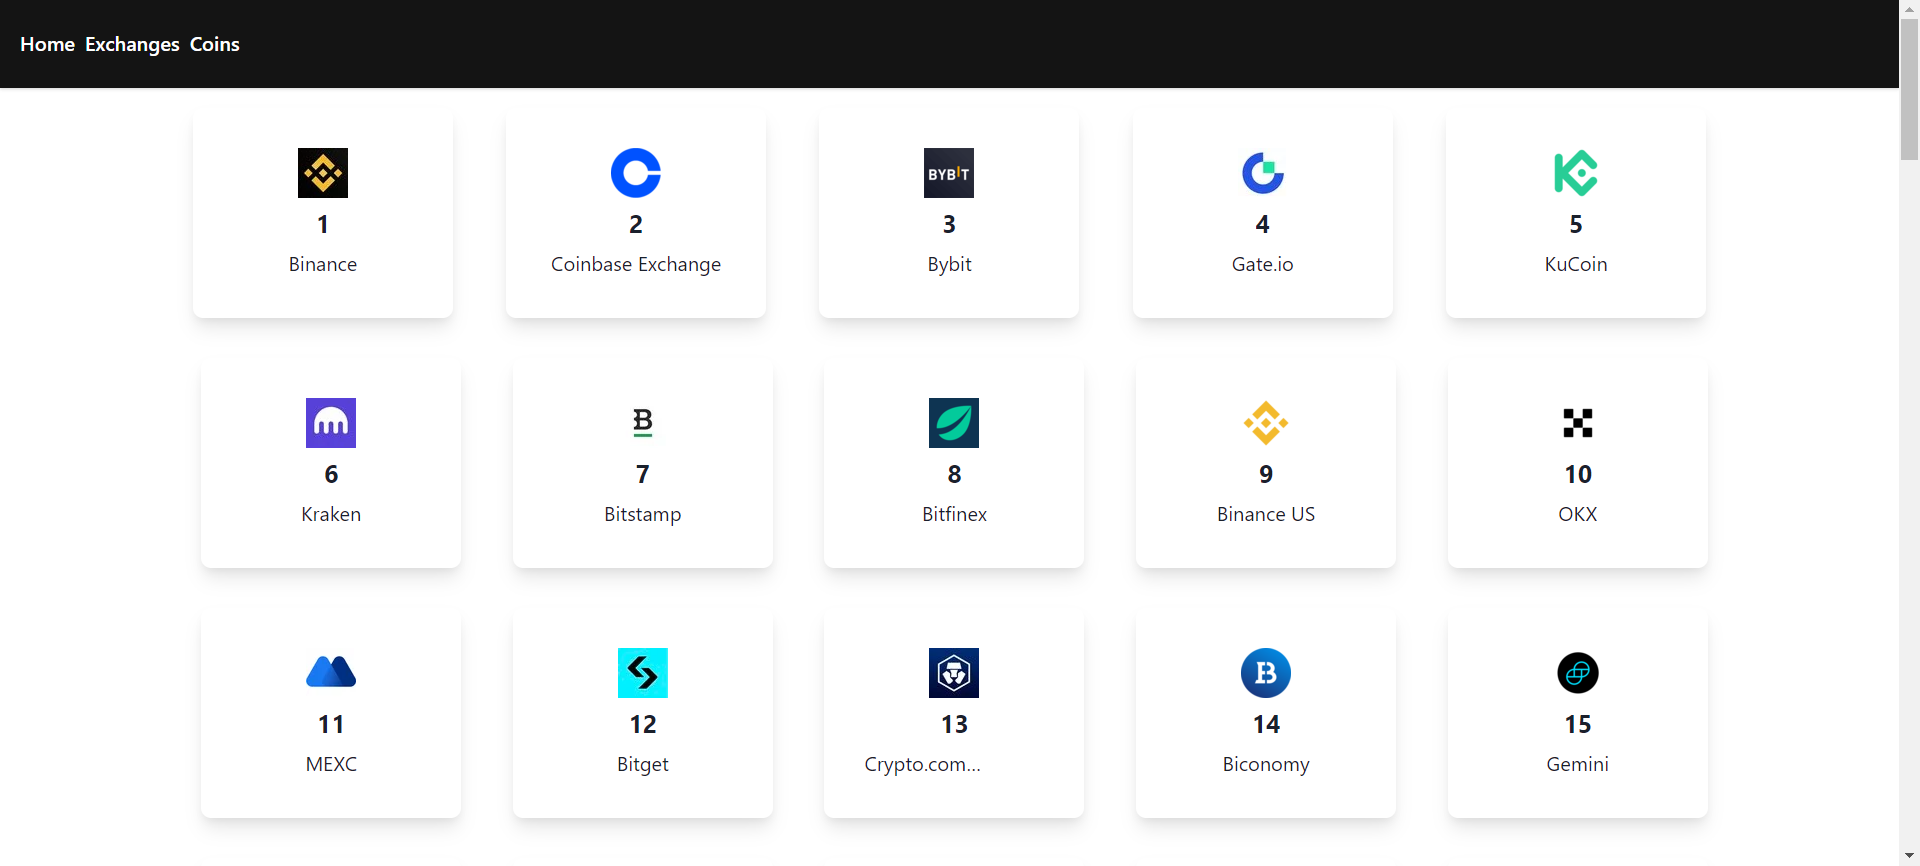 Home Exchanges Coins
BYBIT
1 2 3 4 5
Binance Coinbase Exchange Bybit Gate.io KuCoin
B
6 7 8 9 10
Kraken Bitstamp Bitfinex Binance US OKX
B
11 12 13 14 15
MEXC Bitget Crypto.com... Biconomy Gemini